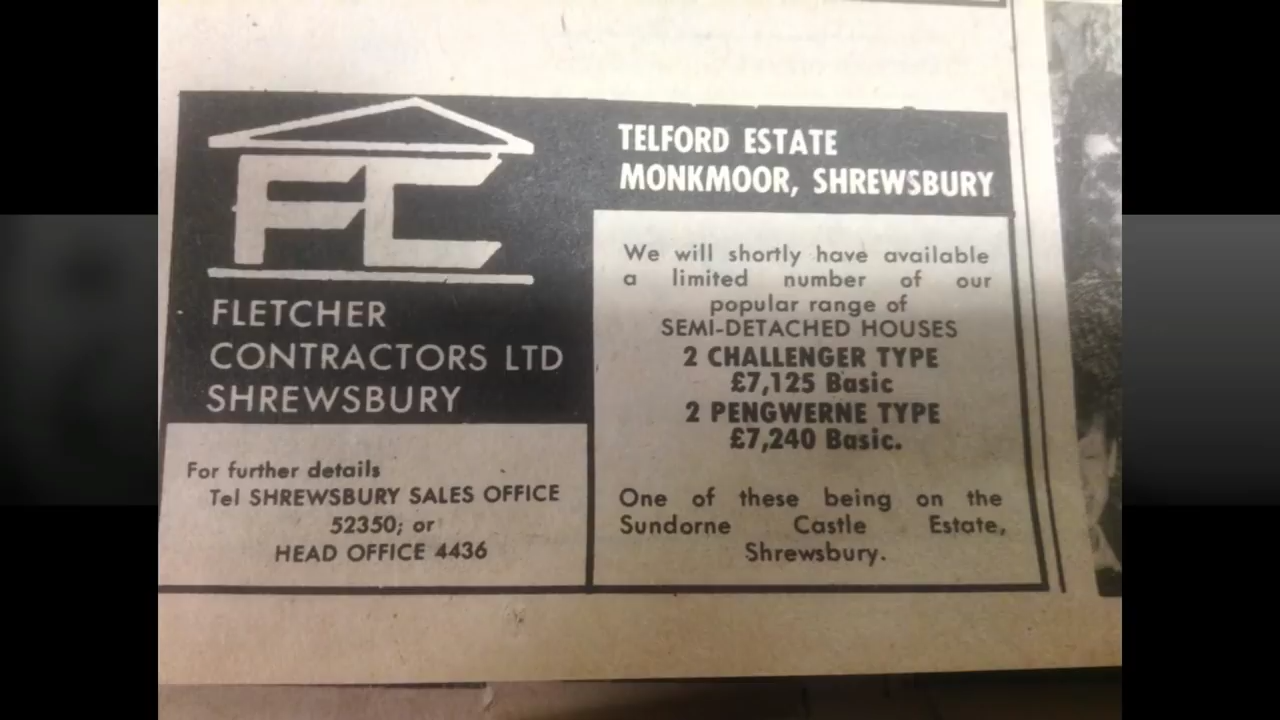 FC
FLETCHER
CONTRACTORS LTD
SHREWSBURY
For further details
Tel SHREWSBURY SALES OFFICE
52350; or
HEAD OFFICE 4436
TELFORD ESTATE
MONKMOOR, SHREWSBURY
We will shortly have available
a limited number of our
popular range of
SEMI-DETACHED HOUSES
2 CHALLENGER TYPE
£7,125 Basic
2 PENGWERNE TYPE
£7,240 Basic.
One of these being on the
Sundorne Castle Estate,
Shrewsbury.